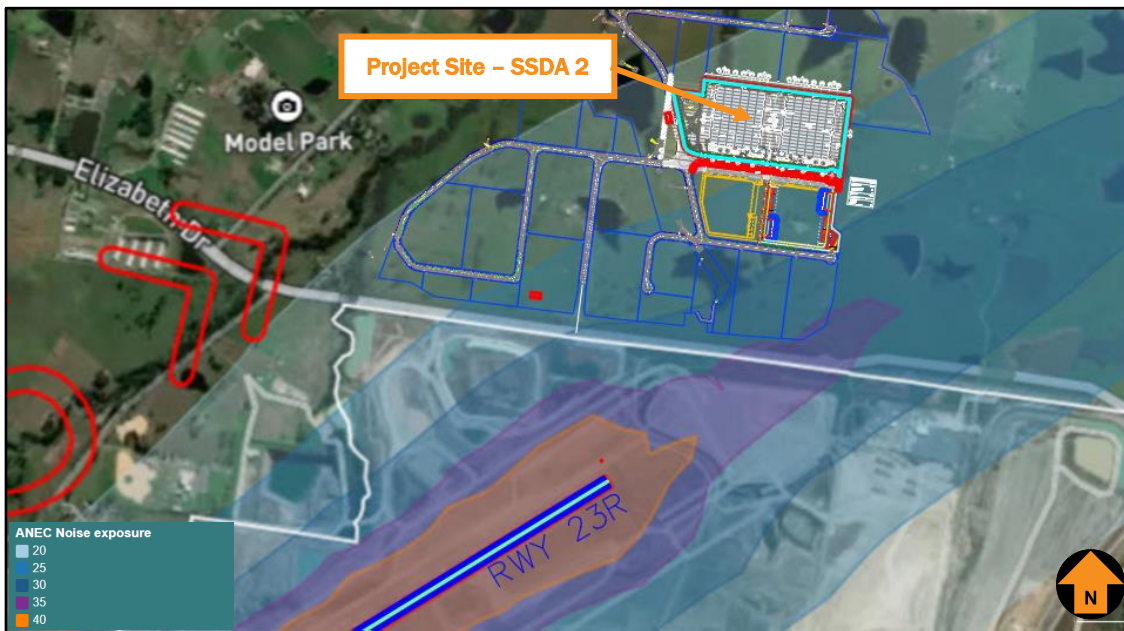 Project Site – SSDA 2
Model Park
Elizabeth Dr
RWY 23R
ANEC Noise exposure
20
25
30
35
40
N